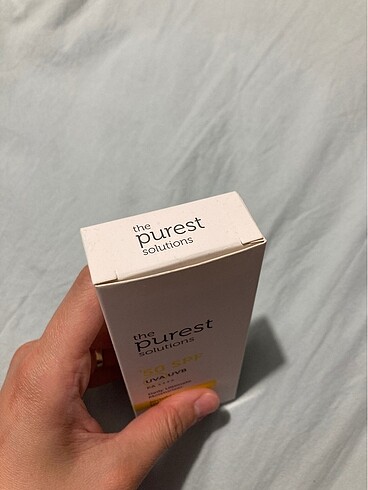 the
purest
solutions
the
purest
solutions
50 SPF
UVA UVB